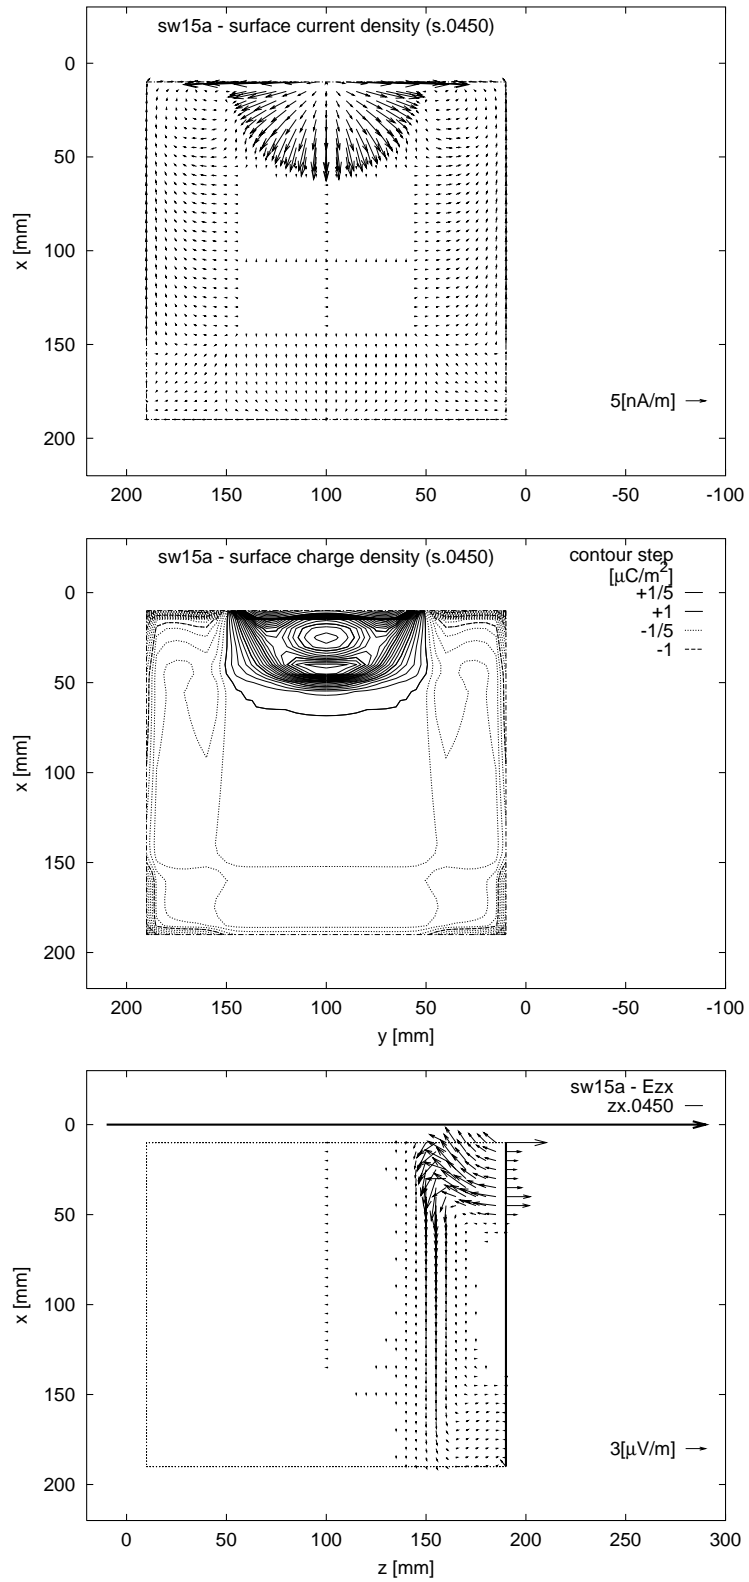 sw15a - surface current density (s.0450)
0
50
100
150
200
x [mm]
5[nA/m]
200 150 100 50 0 -50 -100
sw15a - surface charge density (s.0450)
contour step
[μC/m²]
+1/5
+1
-1/5
-1
0
50
100
150
200
x [mm]
200 150 100 50 0 -50 -100
y [mm]
sw15a - Ezx
zx.0450
0
50
100
150
200
x [mm]
3[μV/m]
0 50 100 150 200 250 300
z [mm]